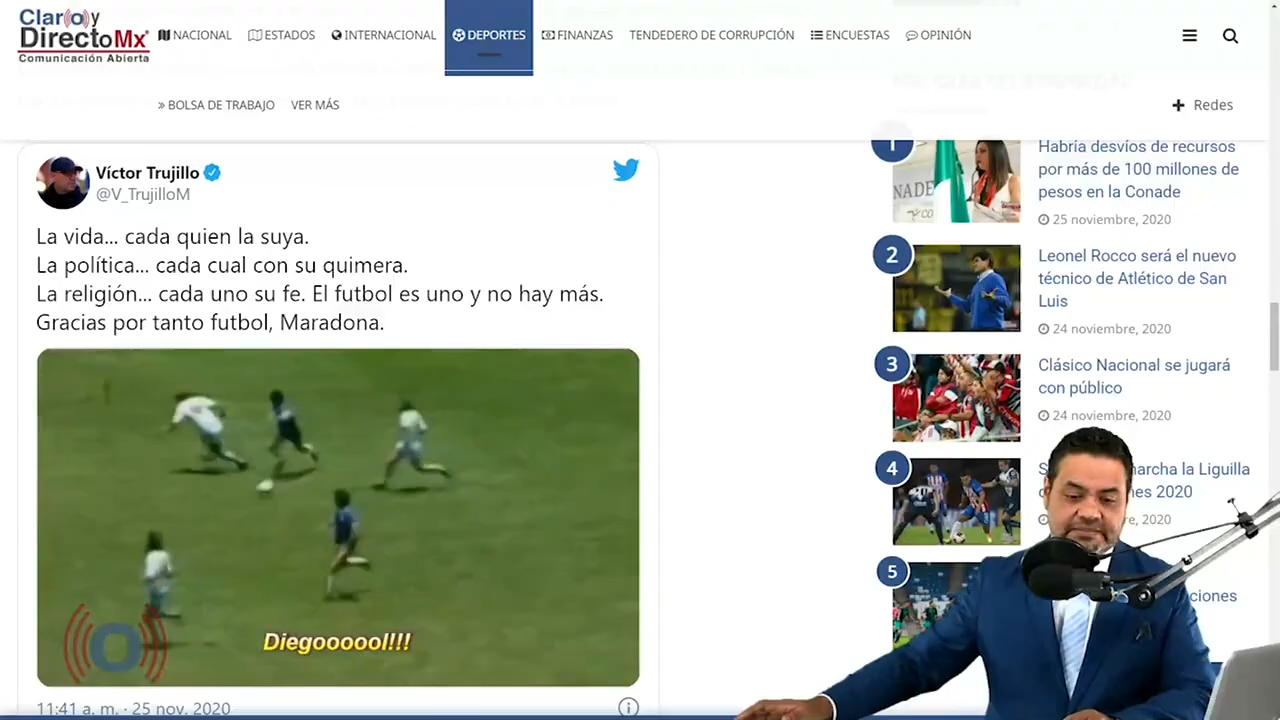 Claro y
DirectoMx
Comunicación Abierta
NACIONAL
ESTADOS
INTERNACIONAL
DEPORTES
FINANZAS
TENDEDERO DE CORRUPCIÓN
ENCUESTAS
OPINIÓN
» BOLSA DE TRABAJO
VER MÁS
Redes
Víctor Trujillo
@V_TrujilloM
La vida... cada quien la suya.
La política... cada cual con su quimera.
La religión... cada uno su fe. El futbol es uno y no hay más.
Gracias por tanto futbol, Maradona.
Diegoooool!!!
11:41 a. m. · 25 nov. 2020
1
Habría desvíos de recursos
por más de 100 millones de
pesos en la Conade
25 noviembre, 2020
2
Leonel Rocco será el nuevo
técnico de Atlético de San
Luis
24 noviembre, 2020
3
Clásico Nacional se jugará
con público
24 noviembre, 2020
4
marcha la Liguilla
2020
2020
5